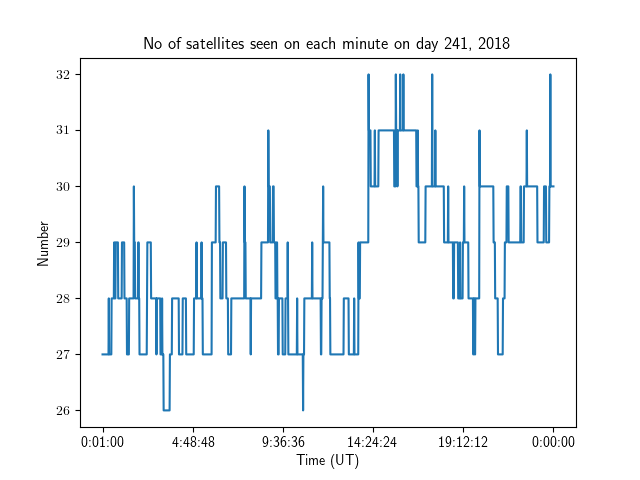 No of satellites seen on each minute on day 241, 2018
32
31
30
29
28
27
26
Number
0:01:00 4:48:48 9:36:36 14:24:24 19:12:12 0:00:00
Time (UT)